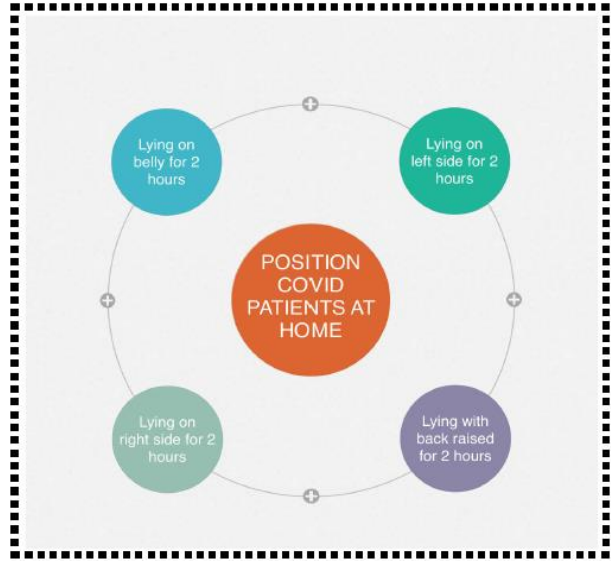 Lying on
belly for 2
hours
Lying on
left side for 2
hours
POSITION
COVID
PATIENTS AT
HOME
Lying on
right side for 2
hours
Lying with
back raised
for 2 hours